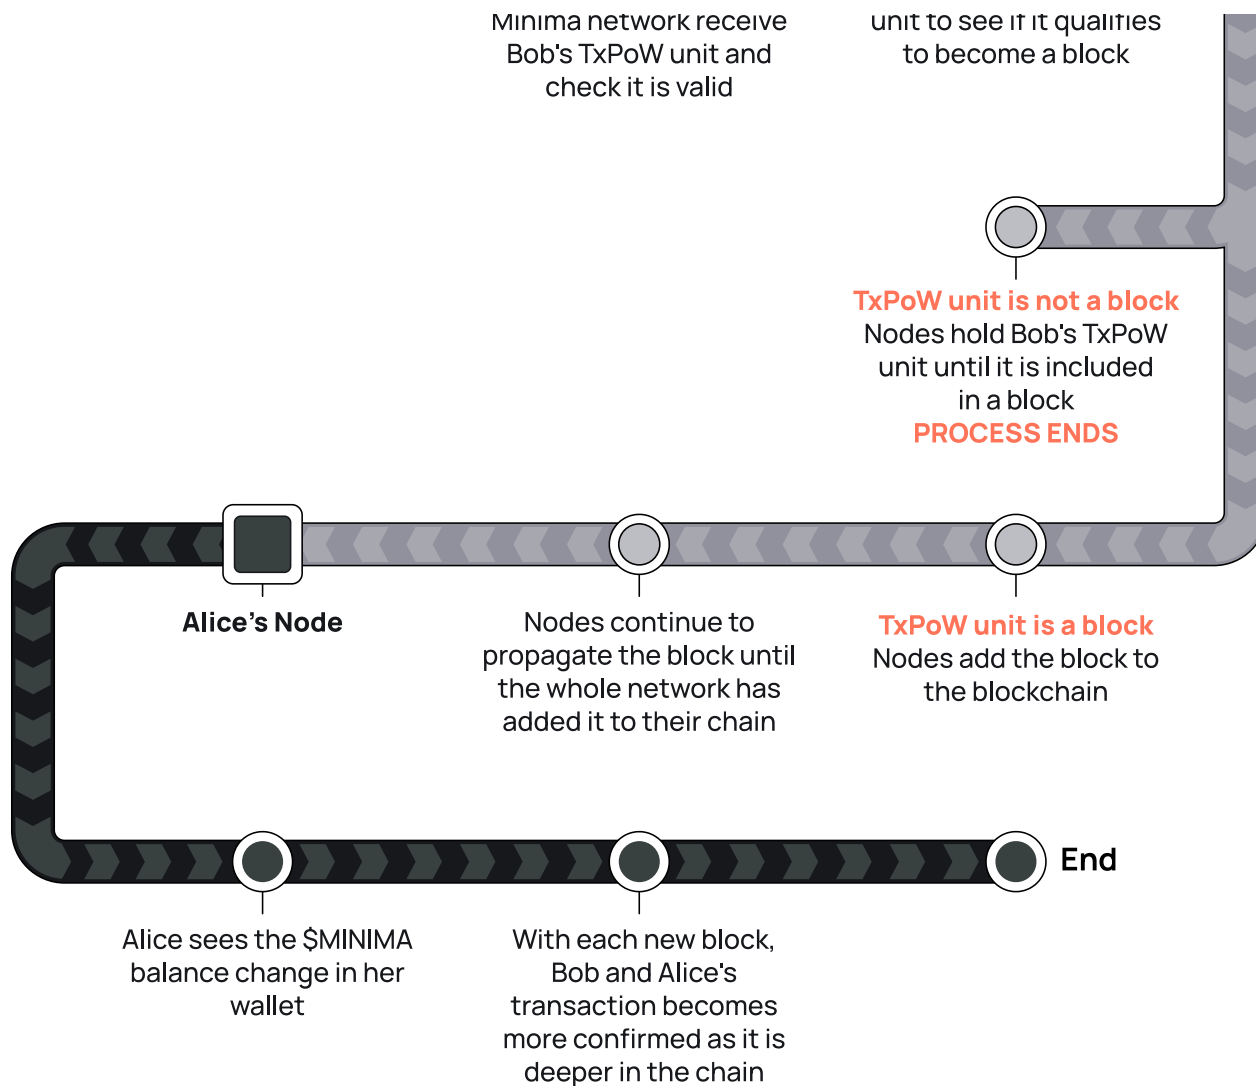 Minima network receive
Bob's TxPoW unit and
check it is valid
unit to see if it qualifies
to become a block
TxPoW unit is not a block
Nodes hold Bob's TxPoW
unit until it is included
in a block
PROCESS ENDS
Alice's Node
Nodes continue to
propagate the block until
the whole network has
added it to their chain
TxPoW unit is a block
Nodes add the block to
the blockchain
End
Alice sees the $MINIMA
balance change in her
wallet
With each new block,
Bob and Alice's
transaction becomes
more confirmed as it is
deeper in the chain